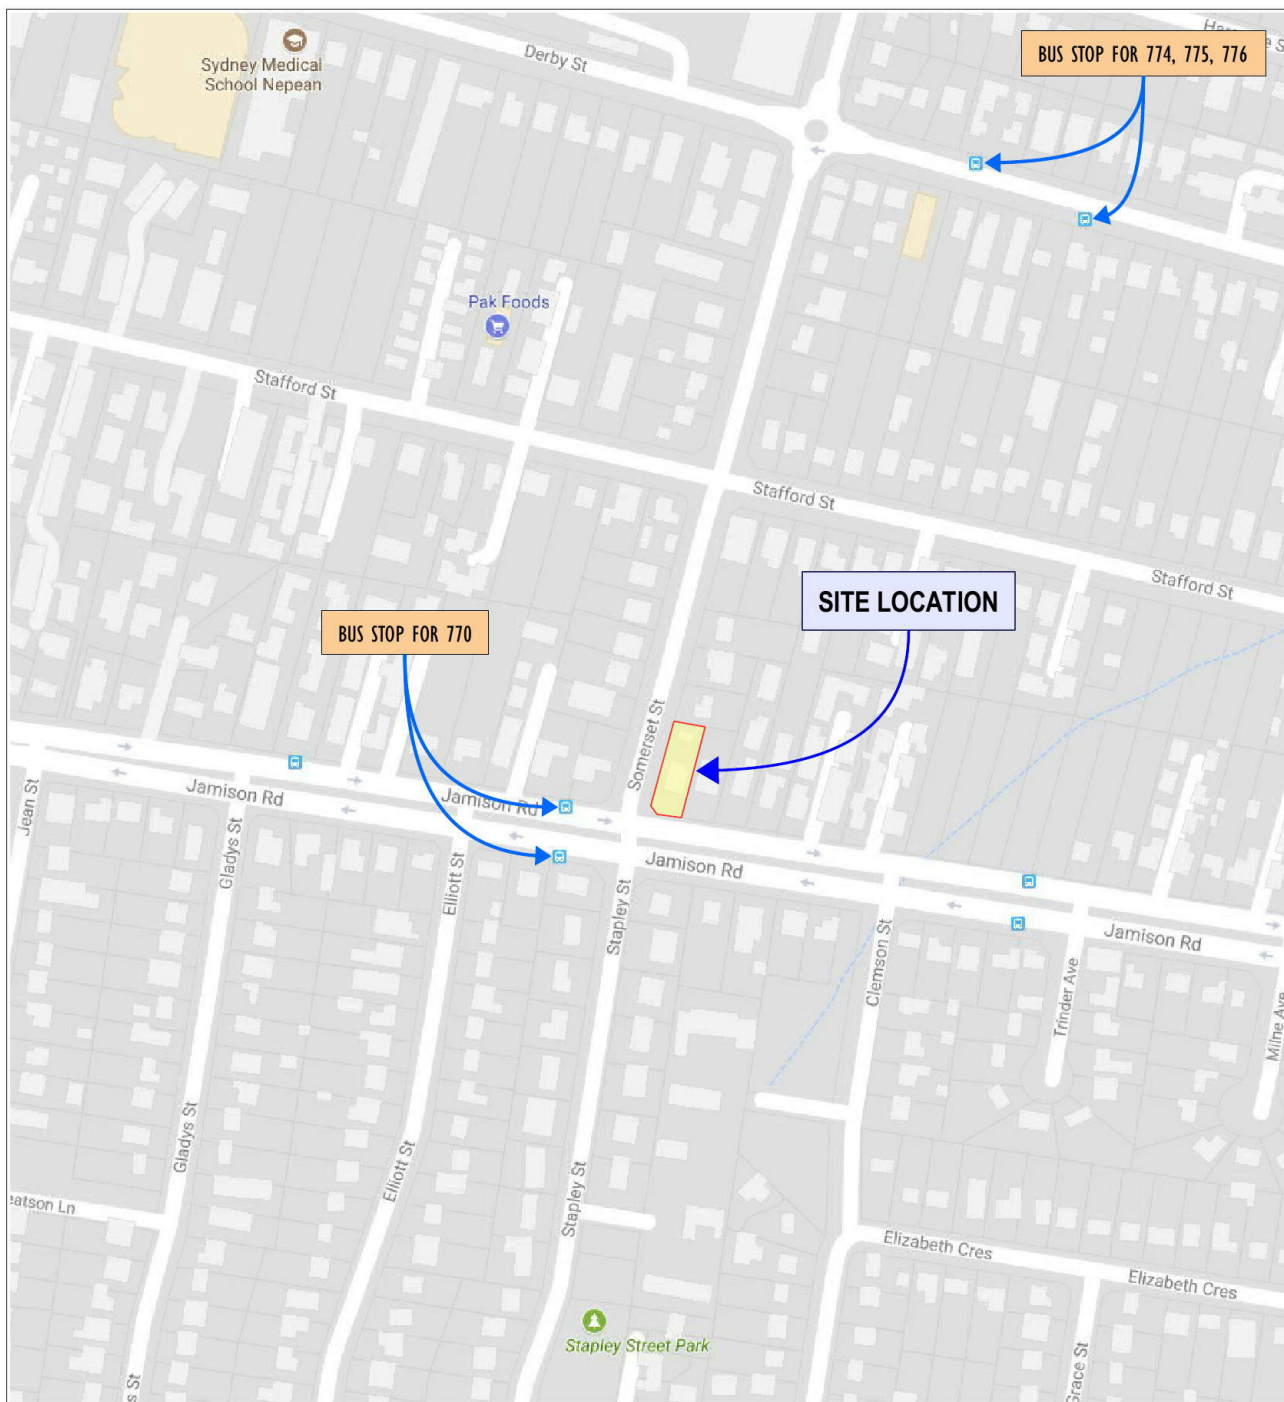 Sydney Medical
School Nepean
Derby St
BUS STOP FOR 774, 775, 776
Pak Foods
Stafford St
Stafford St
Stafford St
SITE LOCATION
BUS STOP FOR 770
Somerset St
Jamison Rd
Jamison Rd
Jamison Rd
Jamison Rd
Jean St
Gladys St
Elliott St
Stapley St
Clemson St
Trinder Ave
Milne Ave
Gladys St
Elliott St
Stapley St
eatson Ln
Elizabeth Cres
Elizabeth Cres
Stapley Street Park
Grace St
s St